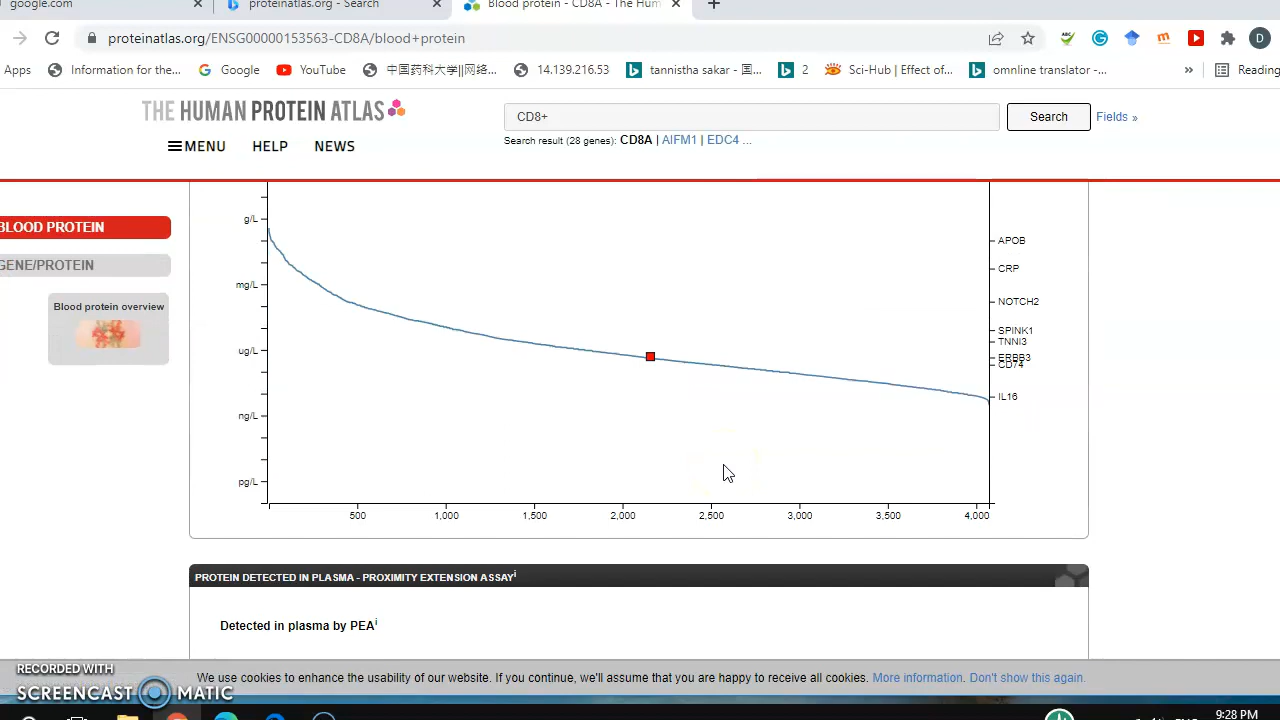 google.com
proteinatlas.org - Search
Blood protein - CD8A - The Hum
proteinatlas.org/ENSG00000153563-CD8A/blood+protein
D
Apps
Information for the...
Google
YouTube
中国药科大学||网络...
14.139.216.53
tannistha sakar - 国...
2
Sci-Hub | Effect of...
omnline translator -...
»
Reading
THE HUMAN PROTEIN ATLAS
CD8+
Search
Fields »
Search result (28 genes): CD8A | AIFM1 | EDC4 ...
MENU
HELP
NEWS
BLOOD PROTEIN
GENE/PROTEIN
Blood protein overview
g/L
mg/L
ug/L
ng/L
pg/L
APOB
CRP
NOTCH2
SPINK1
TNNI3
ERBB3
CD74
IL16
500
1,000
1,500
2,000
2,500
3,000
3,500
4,000
PROTEIN DETECTED IN PLASMA - PROXIMITY EXTENSION ASSAYi
Detected in plasma by PEAi
We use cookies to enhance the usability of our website. If you continue, we'll assume that you are happy to receive all cookies. More information. Don't show this again.
RECORDED WITH
SCREENCAST MATIC
9:28 PM